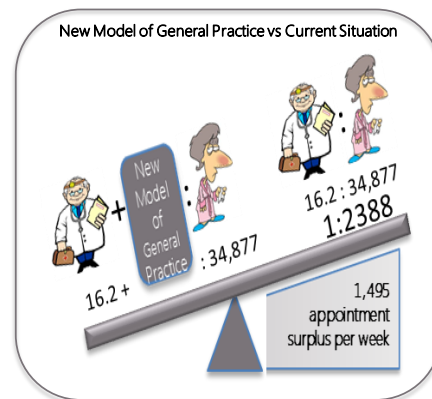 New Model of General Practice vs Current Situation
+
New
Model
of
General
Practice
:
16.2 +
: 34,877
:
16.2 : 34,877
1:2388
1,495
appointment
surplus per week